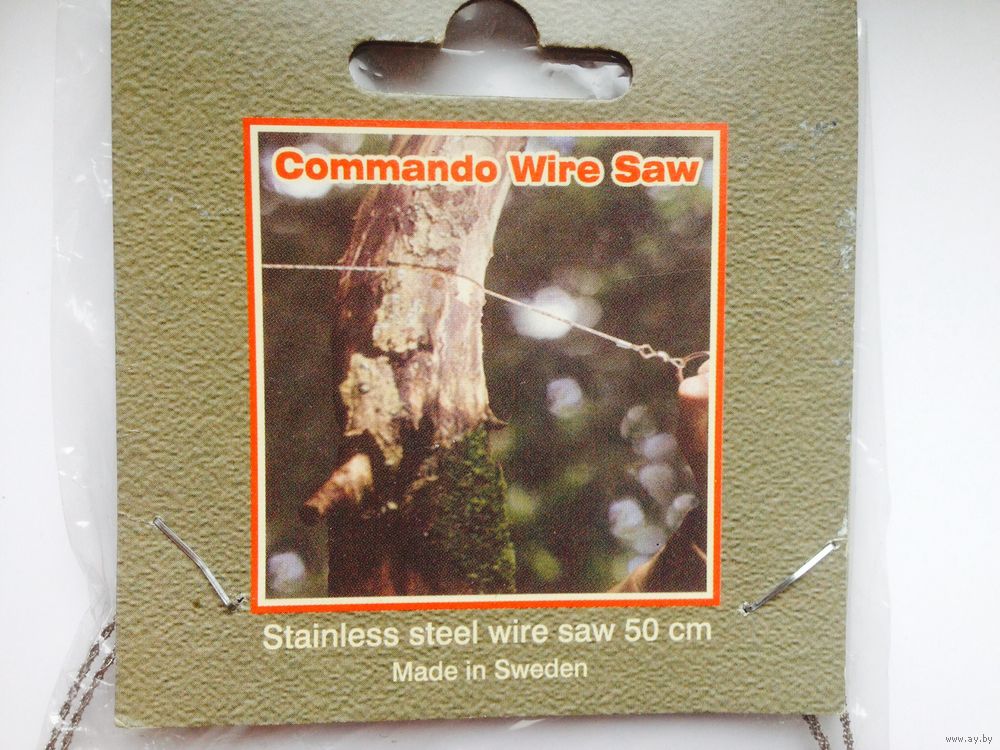 Commando Wire Saw
Stainless steel wire saw 50 cm
Made in Sweden
www.ay.by